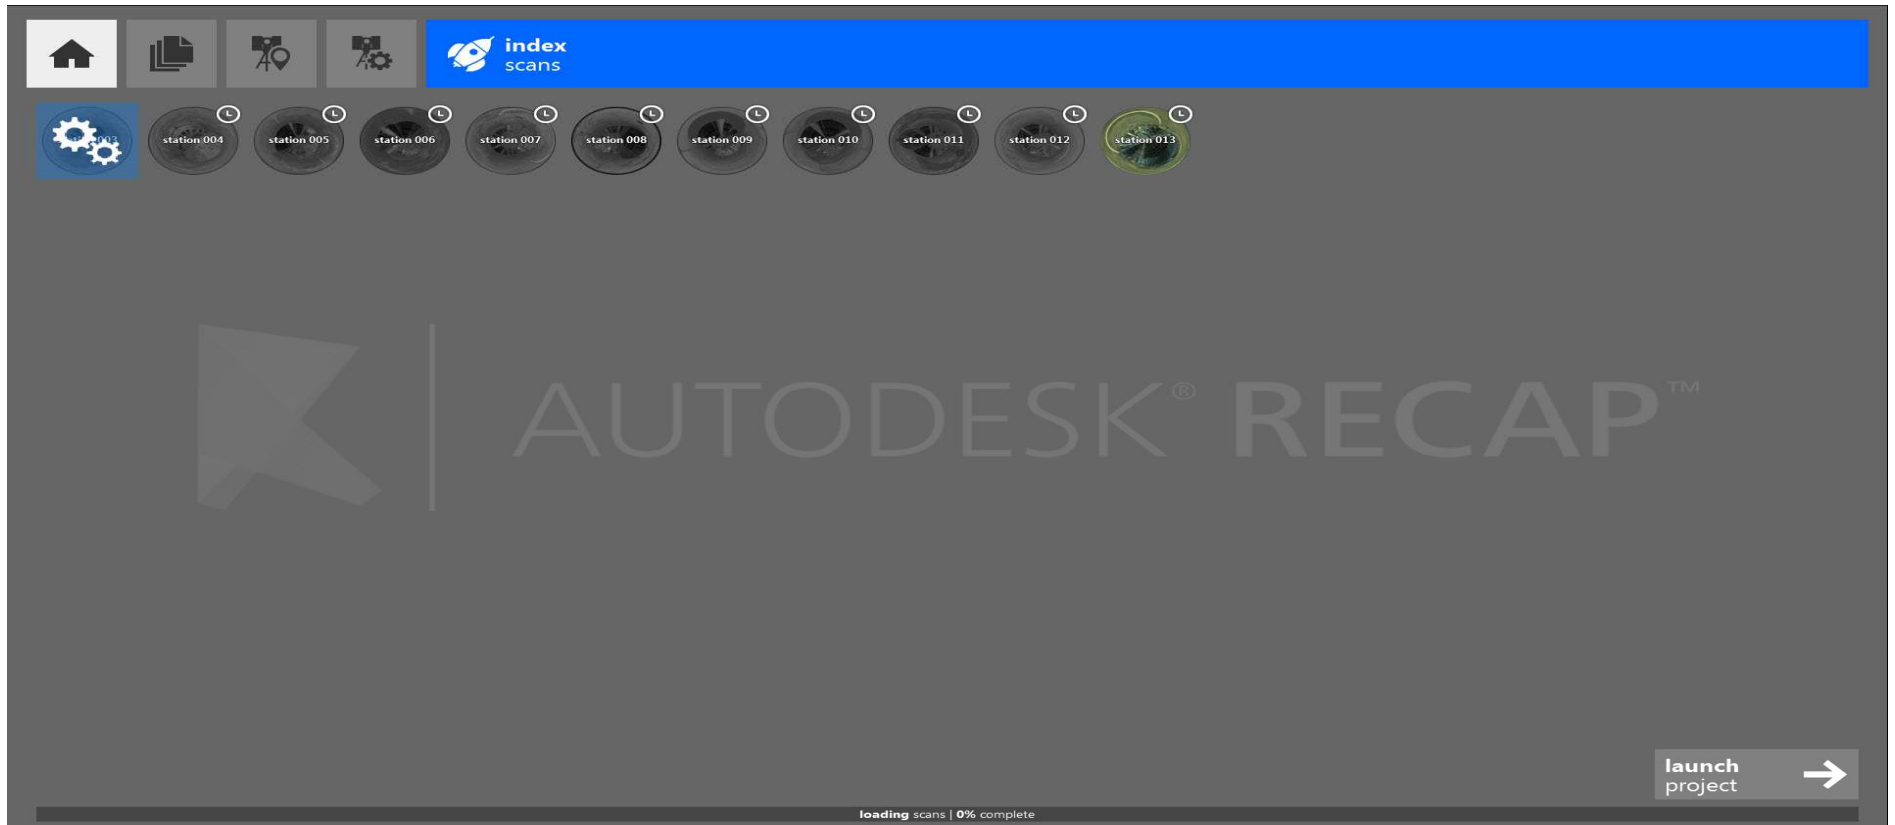 index
scans
003
station 004
station 005
station 006
station 007
station 008
station 009
station 010
station 011
station 012
station 013
AUTODESK® RECAP™
launch
project
loading scans | 0% complete